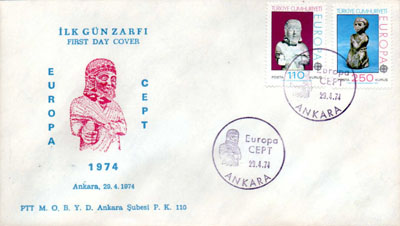 İLK GÜN ZARFI
FIRST DAY COVER
EUROPA
CEPT
1974
Ankara, 29. 4. 1974
PTT M. O. B. Y. D. Ankara Şubesi P. K. 110
TÜRKİYE CUMHURİYETİ
EUROPA
POSTA 110 KURUŞ
TÜRKİYE CUMHURİYETİ
EUROPA
POSTA 250 KURUŞ
Europa
CEPT
29.4.74
ANKARA
Europa
CEPT
29.4.74
ANKARA